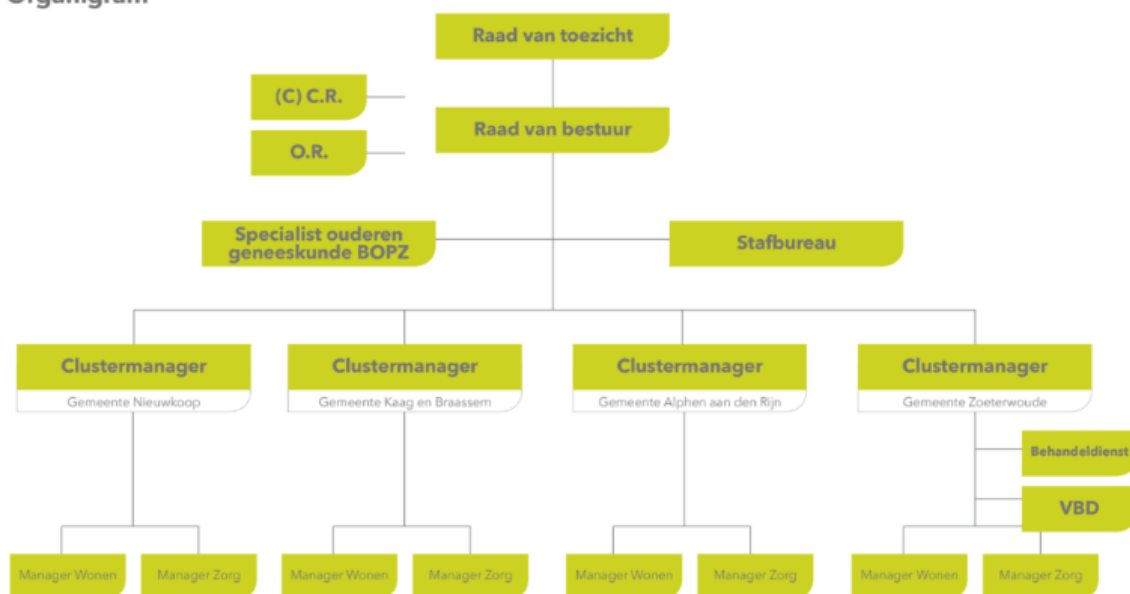 Organigram
Raad van toezicht
(C) C.R.
Raad van bestuur
O.R.
Specialist ouderen
geneeskunde BOPZ
Stafbureau
Clustermanager
Gemeente Nieuwkoop
Clustermanager
Gemeente Kaag en Braassem
Clustermanager
Gemeente Alphen aan den Rijn
Clustermanager
Gemeente Zoeterwoude
Behandeldienst
VBD
Manager Wonen
Manager Zorg
Manager Wonen
Manager Zorg
Manager Wonen
Manager Zorg
Manager Wonen
Manager Zorg